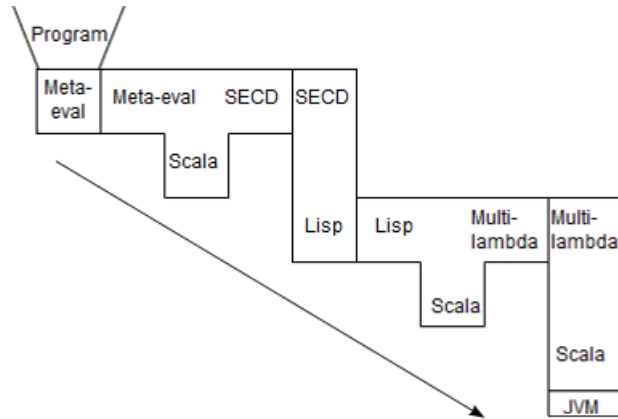 Program
Meta-
eval
Meta-eval SECD
SECD
Scala
Lisp
Lisp
Multi-
lambda
Multi-
lambda
Scala
Scala
JVM